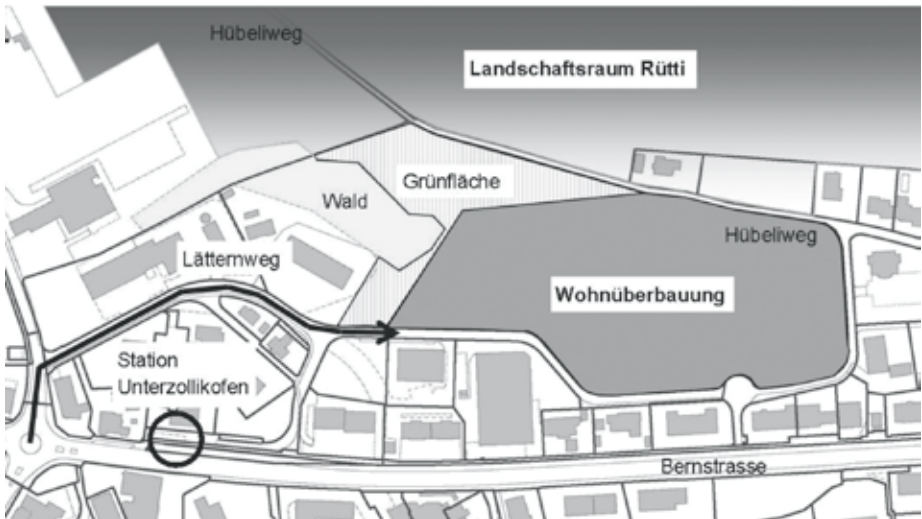 Hübeliweg
Landschaftsraum Rütti
Grünfläche
Wald
Hübeliweg
Lätternweg
Wohnüberbauung
Station
Unterzollikofen
Bernstrasse